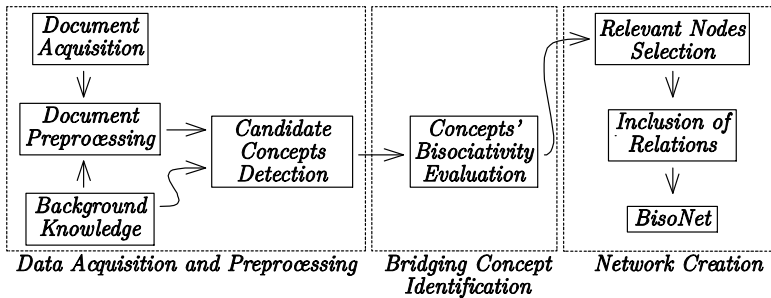 Document
Acquisition
Document
Preprocessing
Background
Knowledge
Candidate
Concepts
Detection
Data Acquisition and Preprocessing
Concepts'
Bisociativity
Evaluation
Bridging Concept
Identification
Relevant Nodes
Selection
Inclusion of
Relations
BisoNet
Network Creation